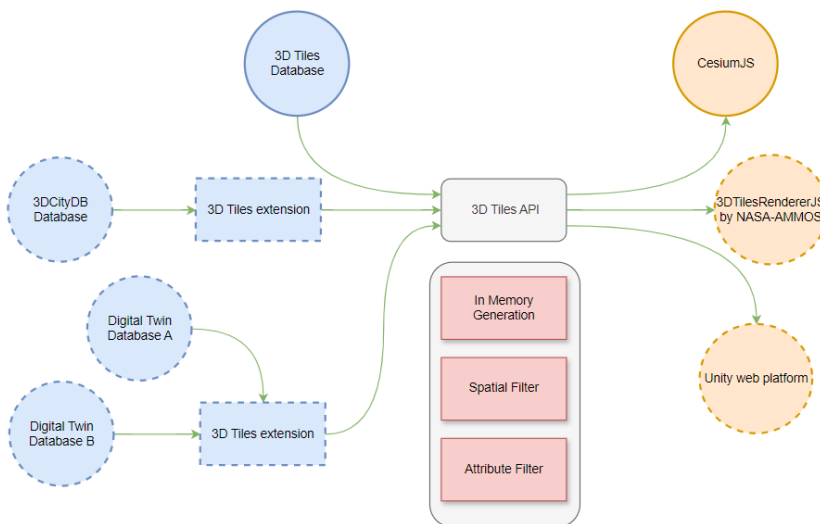 3D Tiles
Database
CesiumJS
3DCityDB
Database
3D Tiles extension
3D Tiles API
3DTilesRendererJS
by NASA-AMMOS
In Memory
Generation
Digital Twin
Database A
Spatial Filter
Unity web platform
Digital Twin
Database B
3D Tiles extension
Attribute Filter